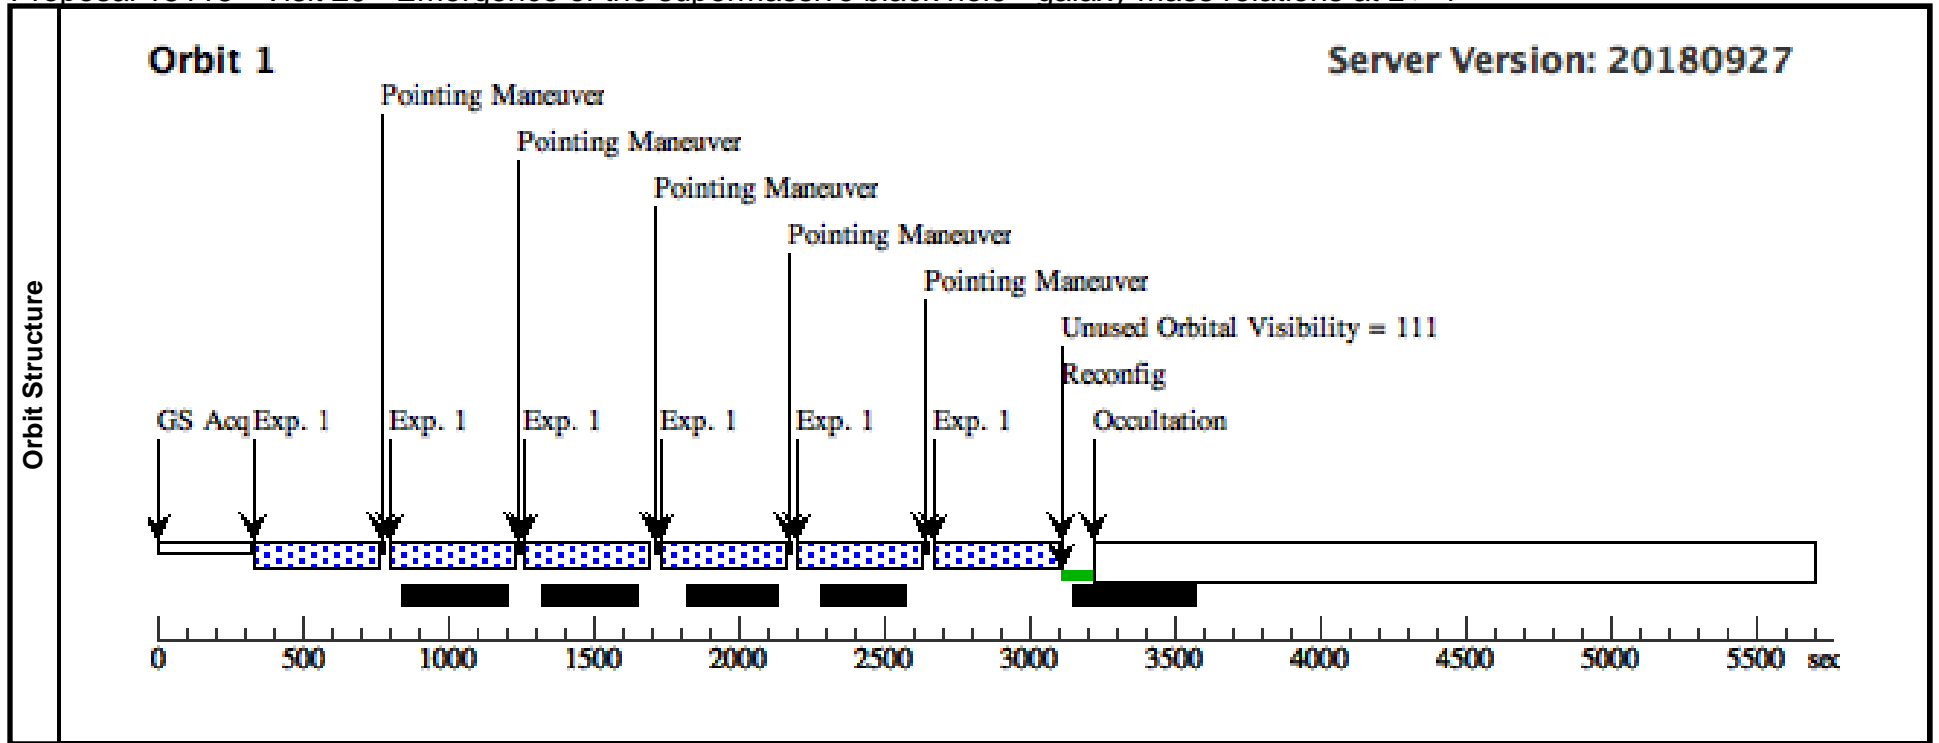 Orbit Structure
Orbit 1
Server Version: 20180927
Pointing Maneuver
Pointing Maneuver
Pointing Maneuver
Pointing Maneuver
Pointing Maneuver
Unused Orbital Visibility = 111
Reconfig
GS Acq Exp. 1 Exp. 1 Exp. 1 Exp. 1 Exp. 1 Exp. 1 Occultation
0 500 1000 1500 2000 2500 3000 3500 4000 4500 5000 5500 sec